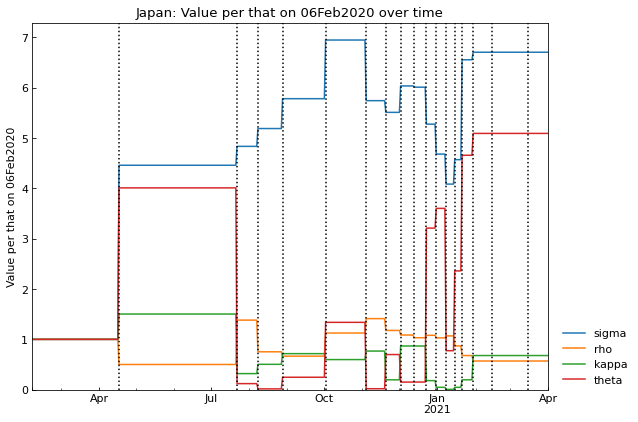 Japan: Value per that on 06Feb2020 over time
Value per that on 06Feb2020
7
6
5
4
3
2
1
0
Apr
Jul
Oct
Jan
2021
Apr
sigma
rho
kappa
theta